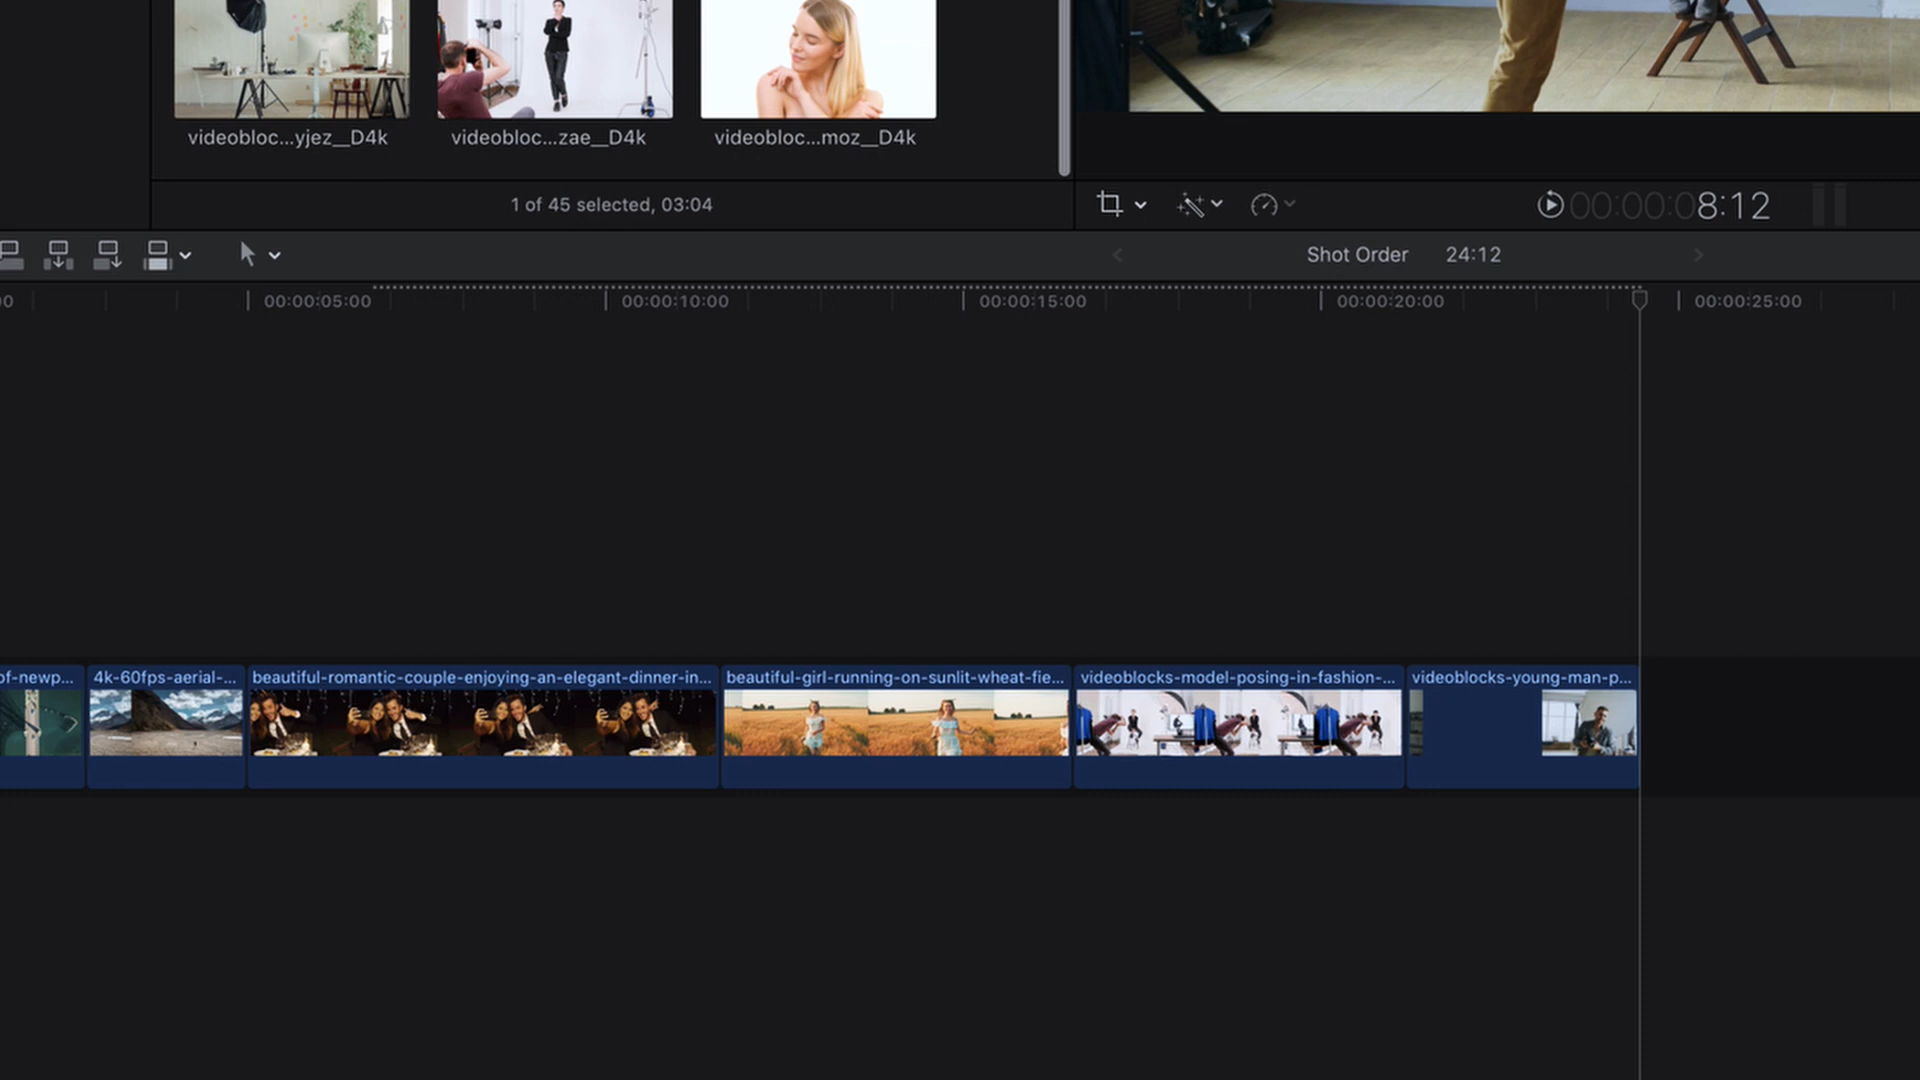 videobloc...yjez__D4k
videobloc...zae__D4k
videobloc...moz__D4k
1 of 45 selected, 03:04
00:00:08:12
Shot Order 24:12
00:00:05:00
00:00:10:00
00:00:15:00
00:00:20:00
00:00:25:00
of-newp...
4k-60fps-aerial-...
beautiful-romantic-couple-enjoying-an-elegant-dinner-in...
beautiful-girl-running-on-sunlit-wheat-fie...
videoblocks-model-posing-in-fashion-...
videoblocks-young-man-p...